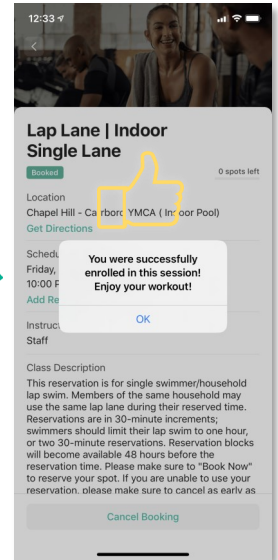 12:33
Lap Lane | Indoor
Single Lane
Booked
0 spots left
Location
Chapel Hill - Carrboro YMCA ( Indoor Pool)
Get Directions
Friday,
10:00
You were successfully
enrolled in this session!
Enjoy your workout!
OK
Staff
Class Description
This reservation is for single swimmer/household
lap swim. Members of the same household may
use the same lap lane during their reserved time.
Reservations are in 30-minute increments;
swimmers should limit their lap swim to one hour,
or two 30-minute reservations. Reservation blocks
will become available 48 hours before the
reservation time. Please make sure to "Book Now"
to reserve your spot. If you are unable to use your
reservation, please make sure to cancel as early as
Cancel Booking